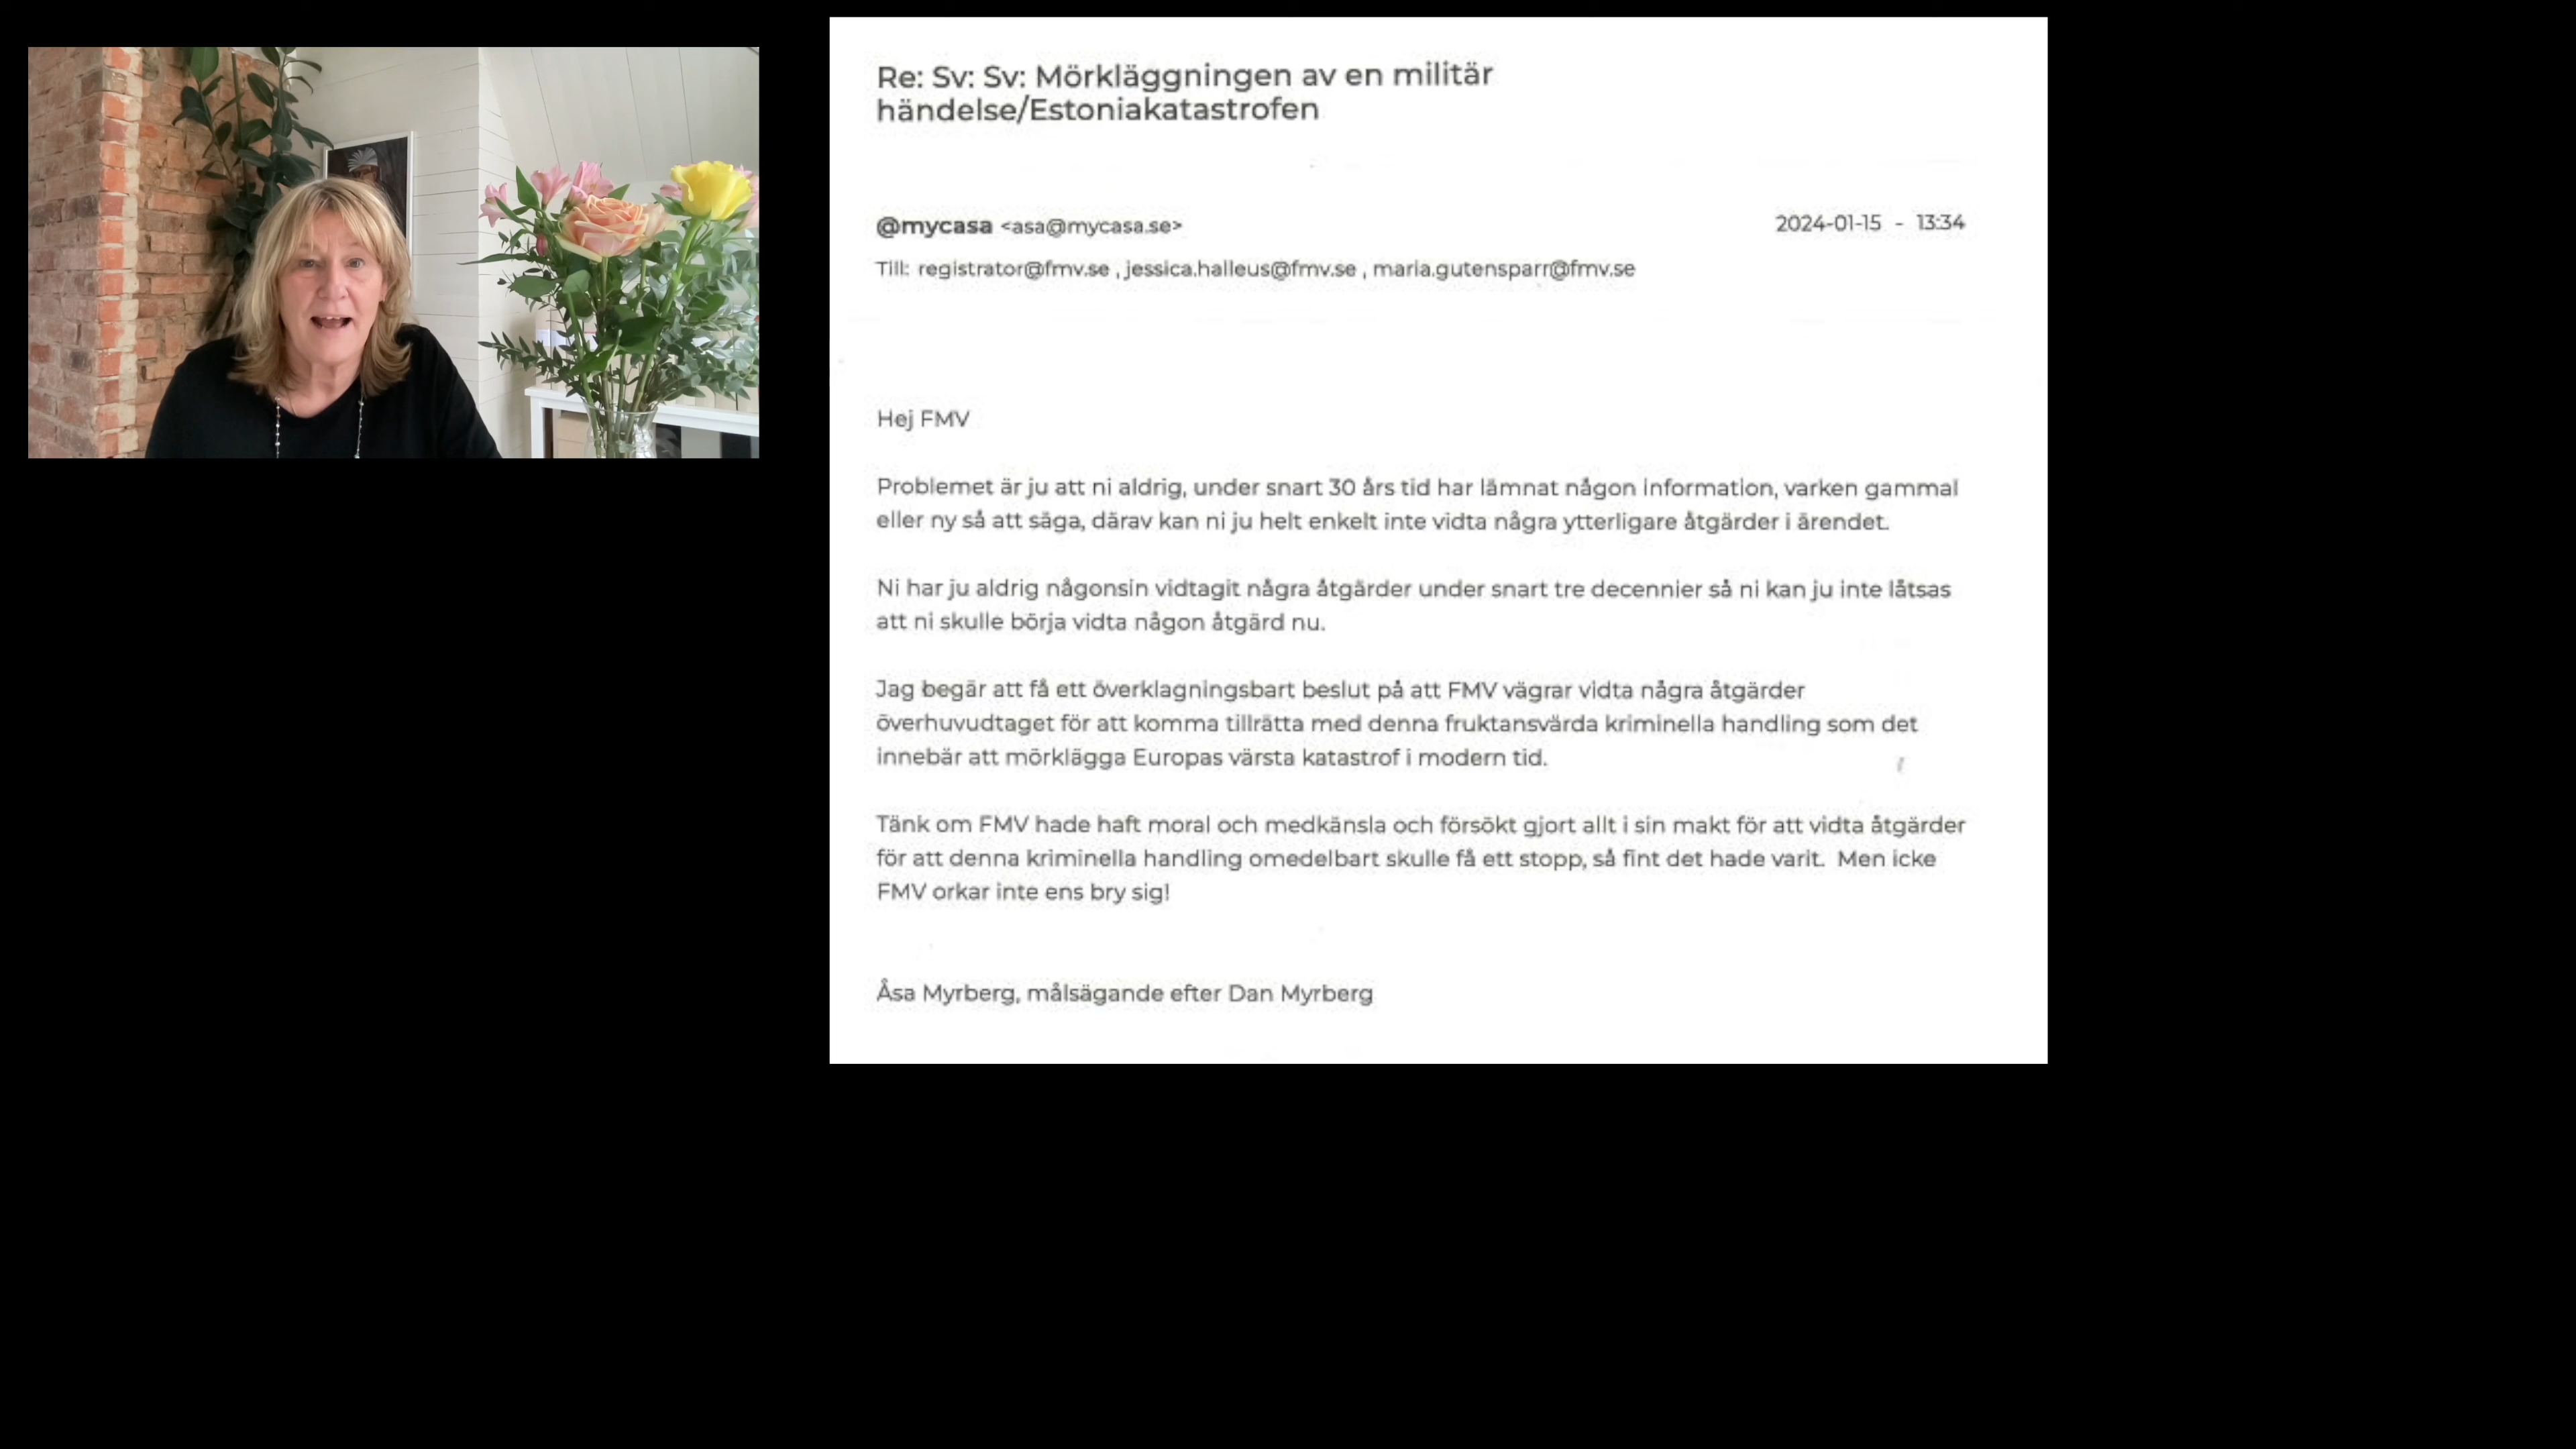 Re: Sv: Sv: Mörkläggningen av en militär
händelse/Estoniakatastrofen
@mycasa <asa@mycasa.se>
2024-01-15 - 13:34
Till: registrator@fmv.se , jessica.halleus@fmv.se , maria.gutensparr@fmv.se
Hej FMV
Problemet är ju att ni aldrig, under snart 30 års tid har lämnat någon information, varken gammal
eller ny så att säga, därav kan ni ju helt enkelt inte vidta några ytterligare åtgärder i ärendet.
Ni har ju aldrig någonsin vidtagit några åtgärder under snart tre decennier så ni kan ju inte låtsas
att ni skulle börja vidta någon åtgärd nu.
Jag begär att få ett överklagningsbart beslut på att FMV vägrar vidta några åtgärder
överhuvudtaget för att komma tillrätta med denna fruktansvärda kriminella handling som det
innebär att mörklägga Europas värsta katastrof i modern tid.
Tänk om FMV hade haft moral och medkänsla och försökt gjort allt i sin makt för att vidta åtgärder
för att denna kriminella handling omedelbart skulle få ett stopp, så fint det hade varit. Men icke
FMV orkar inte ens bry sig!
Åsa Myrberg, målsägande efter Dan Myrberg